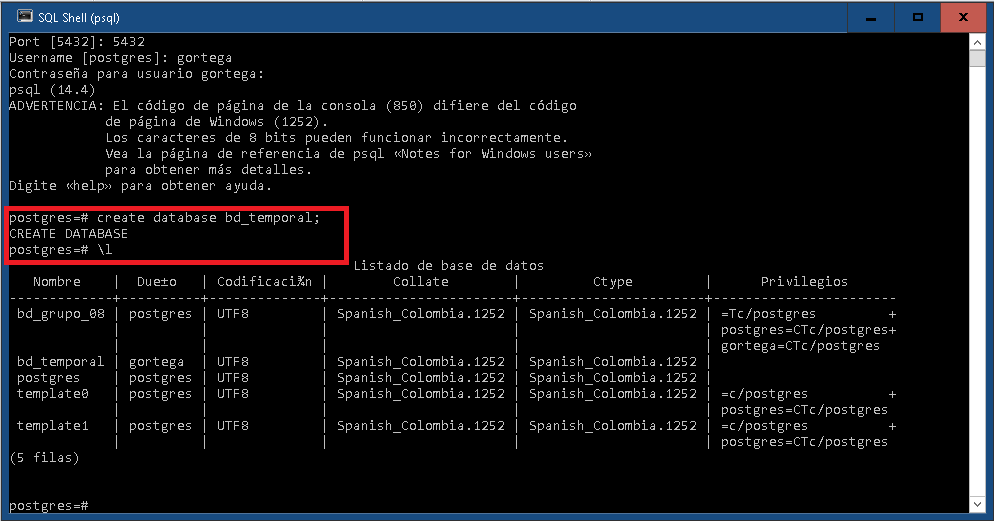 SQL Shell (psql)
Port [5432]: 5432
Username [postgres]: gortega
Contraseña para usuario gortega:
psql (14.4)
ADVERTENCIA: El código de página de la consola (850) difiere del código
            de página de Windows (1252).
            Los caracteres de 8 bits pueden funcionar incorrectamente.
            Vea la página de referencia de psql «Notes for Windows users»
            para obtener más detalles.
Digite «help» para obtener ayuda.
postgres=# create database bd_temporal;
CREATE DATABASE
postgres=# \l
                                           Listado de base de datos
   Nombre    |  Due±o   | Codificaci¾n |        Collate         |         Ctype         |      Privilegios
-------------+----------+--------------+-----------------------+-----------------------+-----------------------
 bd_grupo_08 | postgres | UTF8         | Spanish_Colombia.1252 | Spanish_Colombia.1252 | =Tc/postgres         +
             |          |              |                       |                       | postgres=CTc/postgres+
             |          |              |                       |                       | gortega=CTc/postgres
 bd_temporal | gortega  | UTF8         | Spanish_Colombia.1252 | Spanish_Colombia.1252 |
 postgres    | postgres | UTF8         | Spanish_Colombia.1252 | Spanish_Colombia.1252 |
 template0   | postgres | UTF8         | Spanish_Colombia.1252 | Spanish_Colombia.1252 | =c/postgres          +
             |          |              |                       |                       | postgres=CTc/postgres
 template1   | postgres | UTF8         | Spanish_Colombia.1252 | Spanish_Colombia.1252 | =c/postgres          +
             |          |              |                       |                       | postgres=CTc/postgres
(5 filas)
postgres=#